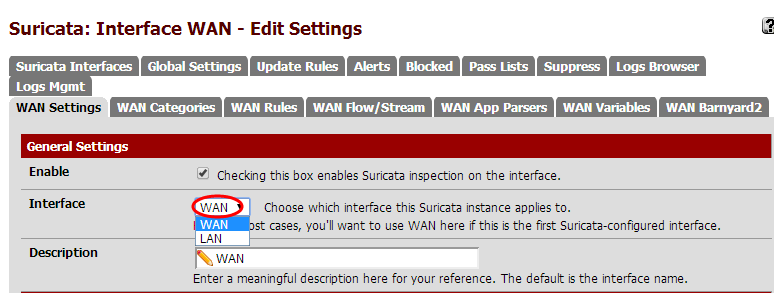 Suricata: Interface WAN - Edit Settings
?
Suricata Interfaces Global Settings Update Rules Alerts Blocked Pass Lists Suppress Logs Browser
Logs Mgmt
WAN Settings WAN Categories WAN Rules WAN Flow/Stream WAN App Parsers WAN Variables WAN Barnyard2
General Settings
Enable Checking this box enables Suricata inspection on the interface.
Interface WAN Choose which interface this Suricata instance applies to.
WAN cases, you'll want to use WAN here if this is the first Suricata-configured interface.
LAN
Description WAN
Enter a meaningful description here for your reference. The default is the interface name.